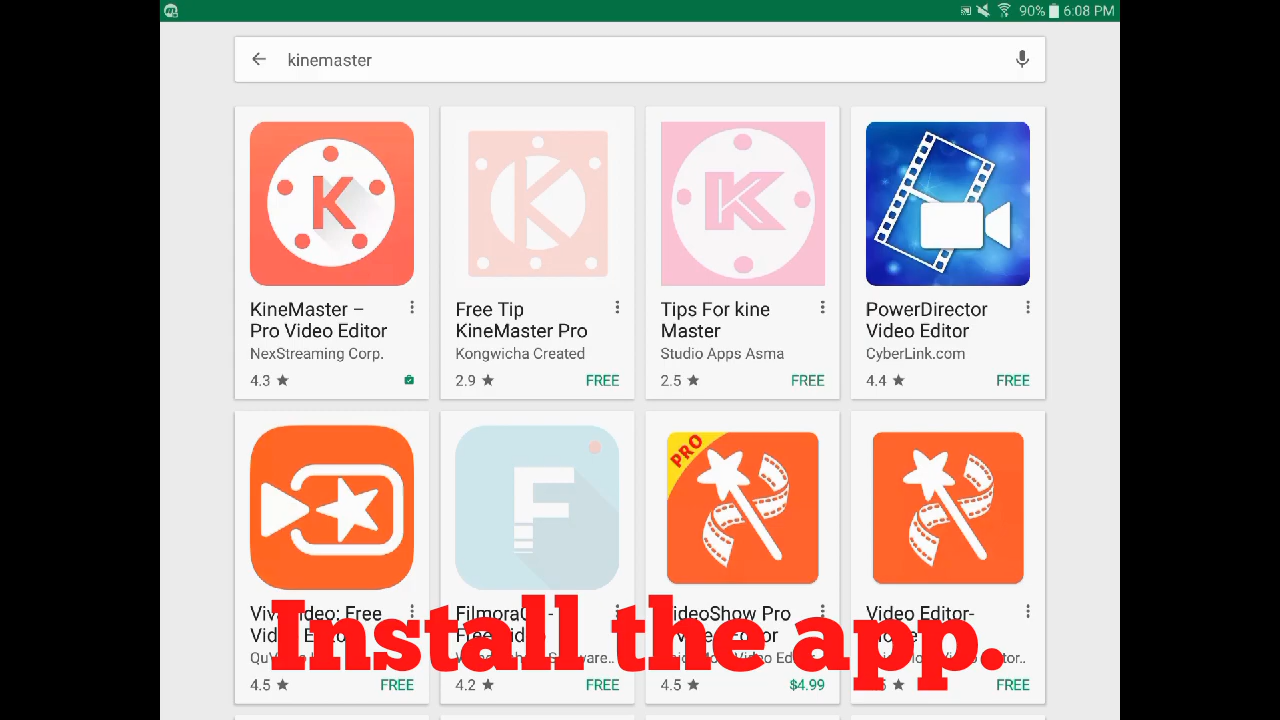 90% 6:08 PM
kinemaster
K
K
K
KineMaster –
Pro Video Editor
NexStreaming Corp.
4.3 ★
Free Tip
KineMaster Pro
Kongwicha Created
2.9 ★ FREE
Tips For kine
Master
Studio Apps Asma
2.5 ★ FREE
PowerDirector
Video Editor
CyberLink.com
4.4 ★ FREE
F
PRO
Free
4.5 ★ FREE
4.2 ★ FREE
Pro
4.5 ★ $4.99
Video Editor-
FREE
Install the app.